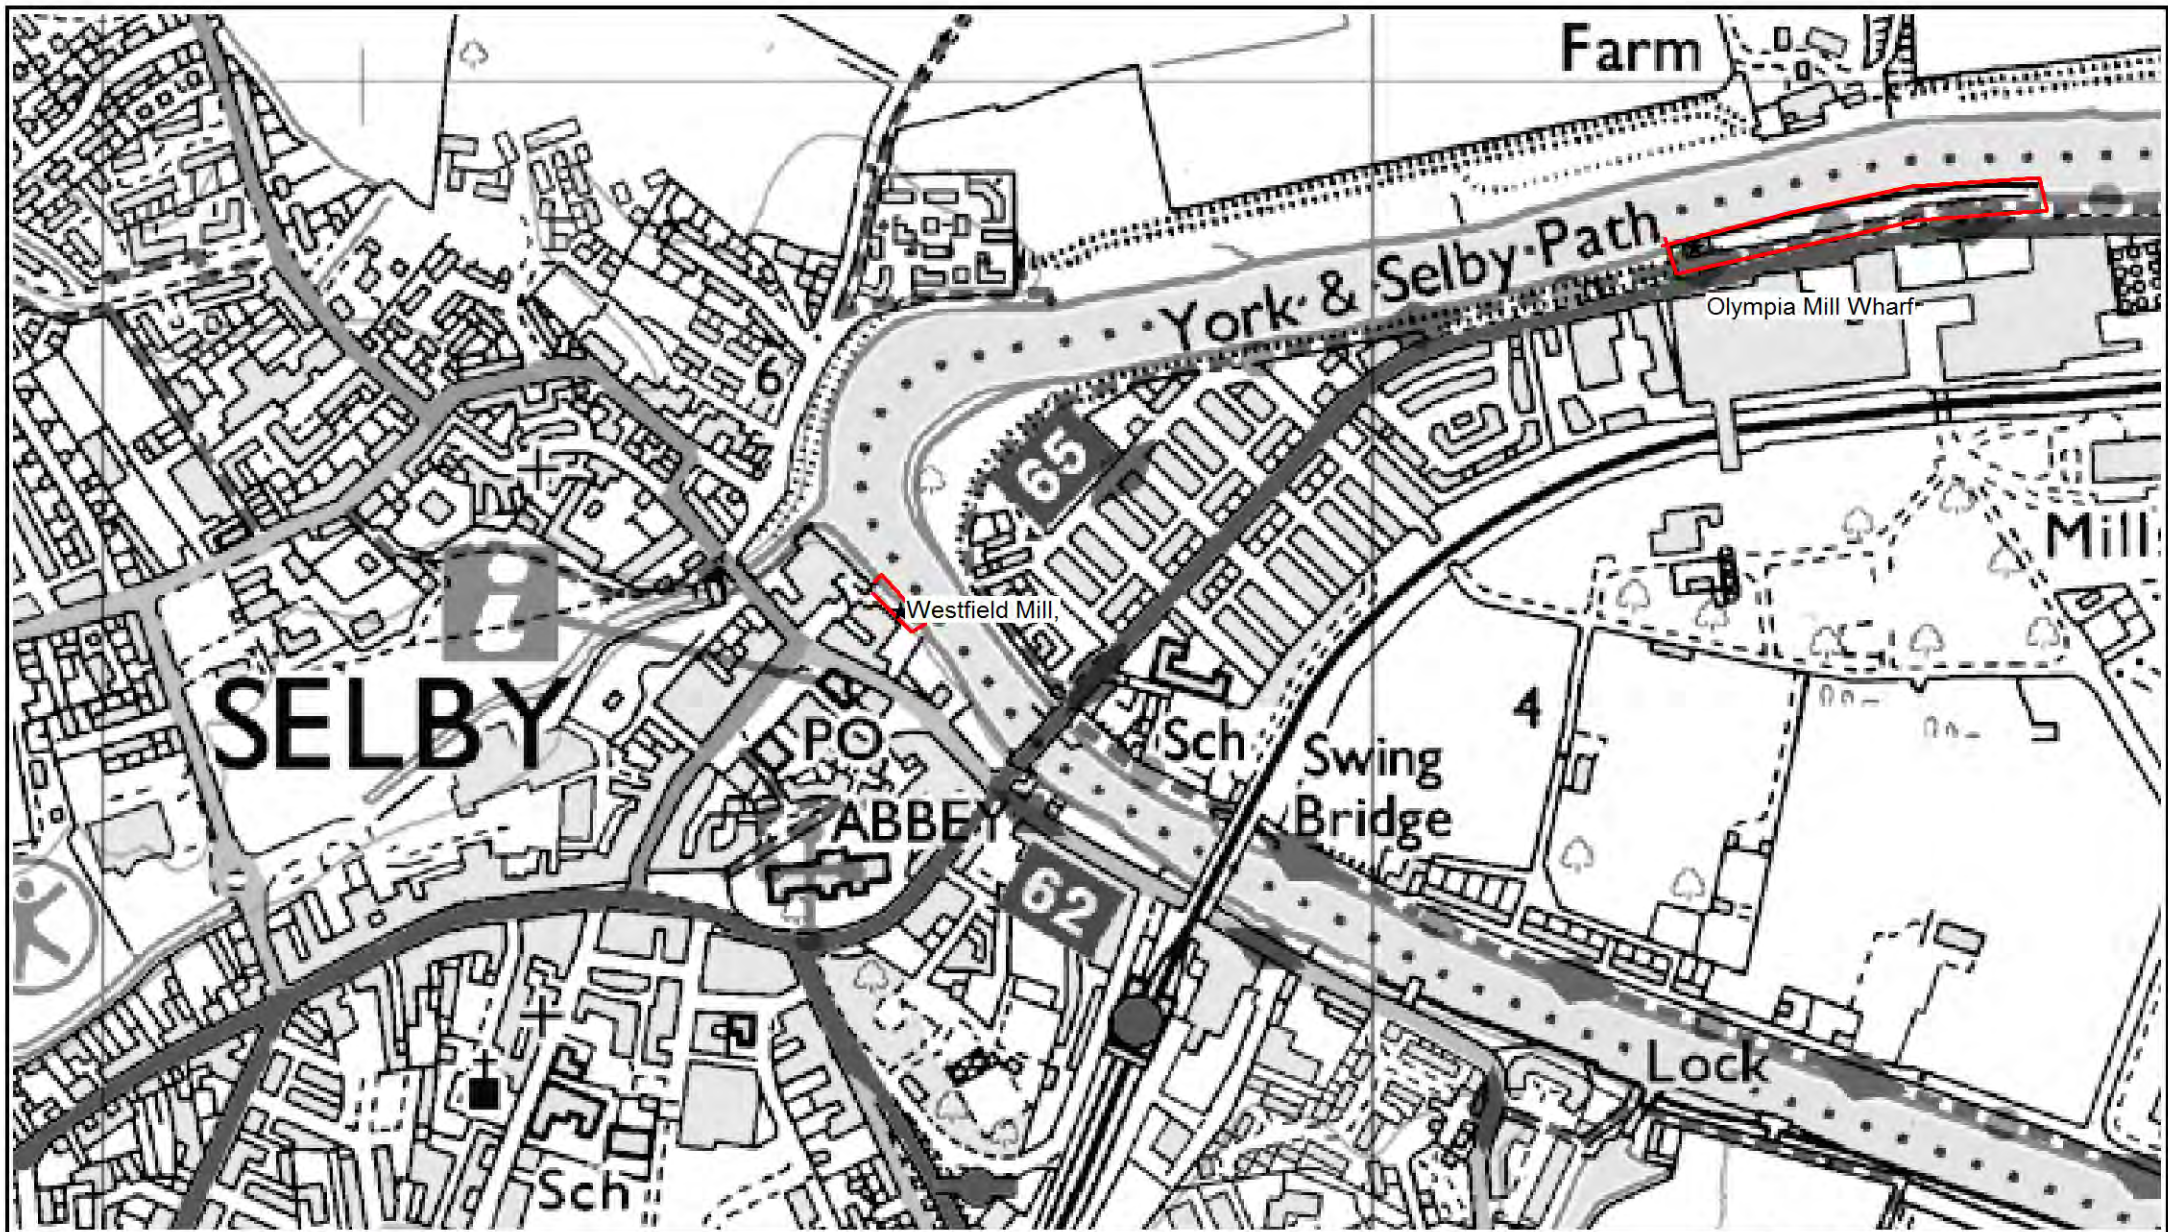 Farm
York & Selby Path
Olympia Mill Wharf
6
65
Mill
i
Westfield Mill,
SELBY
4
PO
Sch
Swing
Bridge
ABBEY
62
Lock
Sch